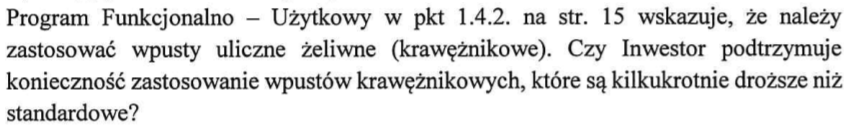 Program Funkcjonalno – Użytkowy w pkt 1.4.2. na str. 15 wskazuje, że należy
zastosować wpusty uliczne żeliwne (krawężnikowe). Czy Inwestor podtrzymuje
konieczność zastosowanie wpustów krawężnikowych, które są kilkukrotnie droższe niż
standardowe?